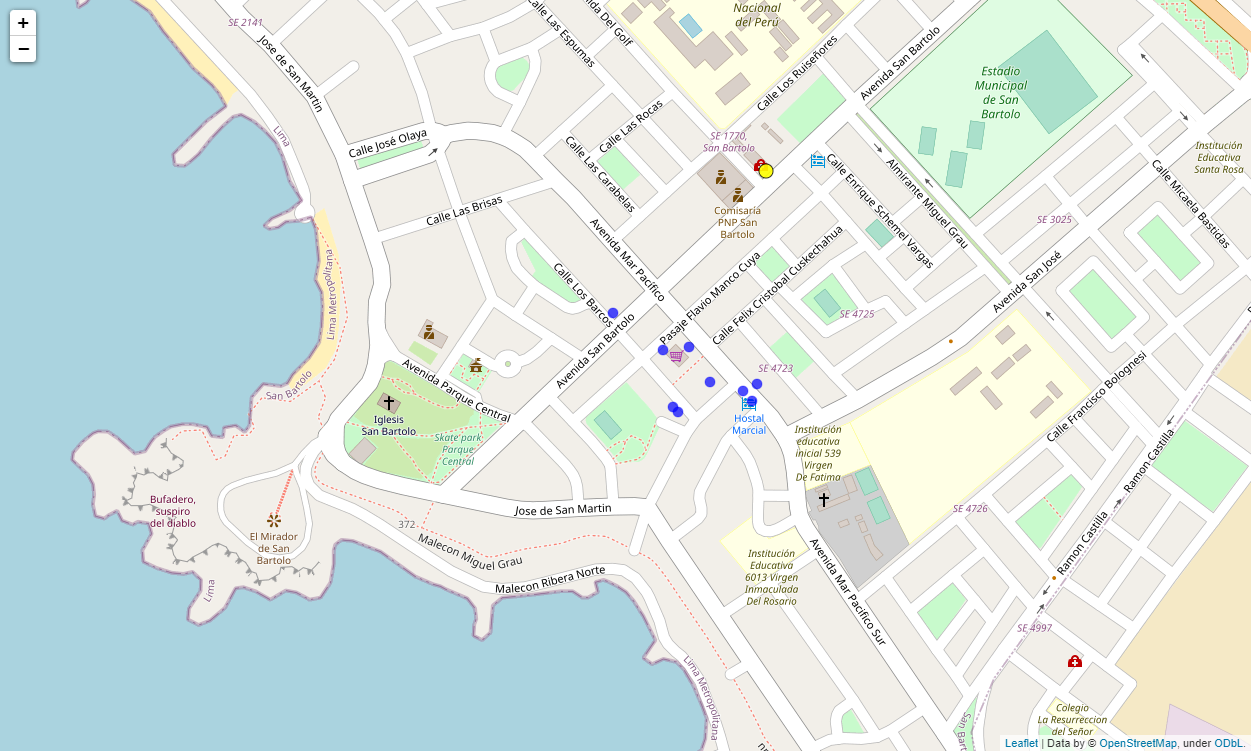 +
−
SE 2141
Jose de San Martin
Calle Las Espumas
nda Del Golf
Nacional
del Perú
Calle Los Ruiseñores
Avenida San Bartolo
Estadio
Municipal
de San
Bartolo
Institución
Educativa
Santa Rosa
Lima
Calle José Olaya
Calle Las Rocas
SE 1770,
San Bartolo
Calle Las Carabelas
Calle Enrique Schemel Vargas
Almirante Miguel Grau
Calle Micaela Bastidas
Calle Las Brisas
Comisaría
PNP San
Bartolo
SE 3025
Avenida Mar Pacífico
Lima Metropolitana
Calle Los Barcos
Pasaje Flavio Manco Cuya
Calle Felix Cristobal Cuskechahua
Avenida San José
SE 4725
Avenida San Bartolo
San Bartolo
Avenida Parque Central
SE 4723
Calle Francisco Bolognesi
Iglesis
San Bartolo
Skate park
Parque
Central
Hostal
Marcial
Institución
educativa
inicial 539
Virgen
De Fatima
Ramon Castilla
Bufadero,
suspiro
del diablo
El Mirador
de San
Bartolo
372
Jose de San Martin
SE 4726
Malecon Miguel Grau
Malecon Ribera Norte
Lima
Institución
Educativa
6013 Virgen
Inmaculada
Del Rosario
Avenida Mar Pacifico Sur
Ramon Castilla
SE 4997
Lima Metropolitana
San Bart
Colegio
La Resurreccion
del Señor
Leaflet | Data by © OpenStreetMap, under ODbL.